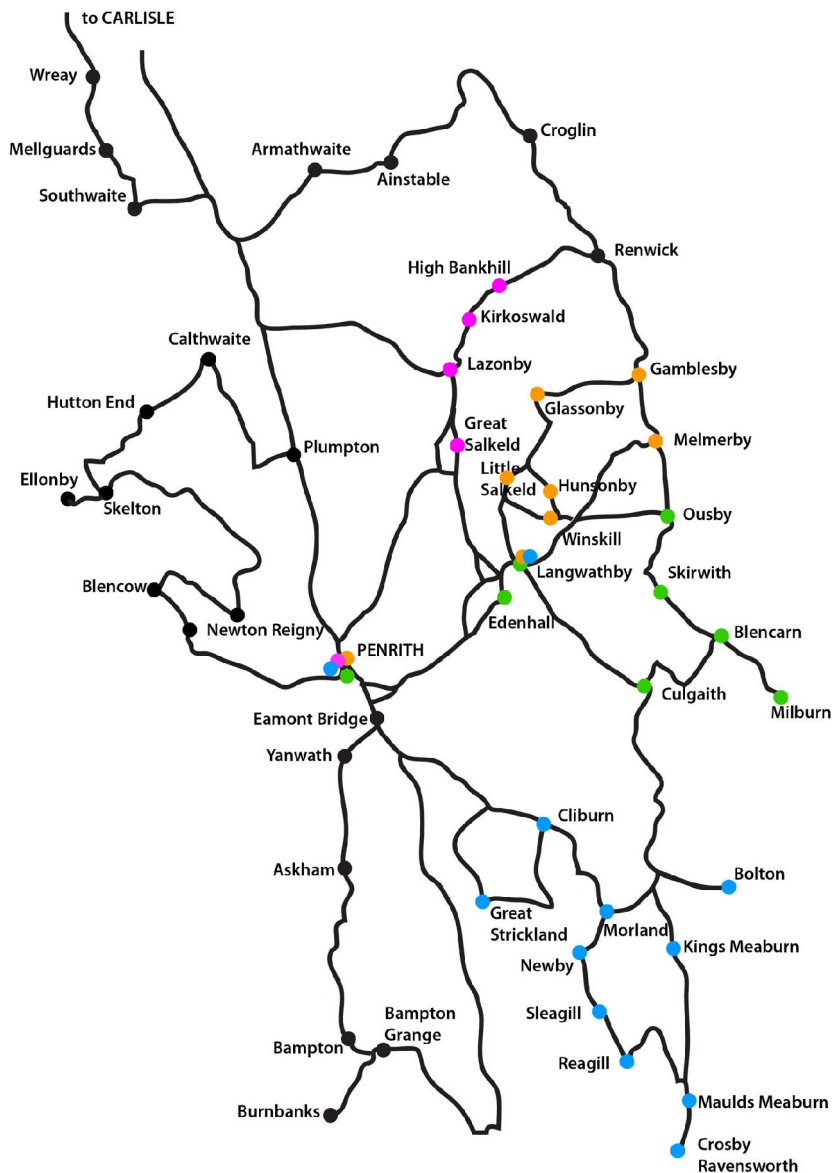 to CARLISLE
Wreay
Croglin
Mellguards
Armathwaite
Ainstable
Southwaite
Renwick
High Bankhill
Kirkoswald
Calthwaite
Lazonby
Gamblesby
Hutton End
Glassonby
Great
Salkeld
Melmerby
Plumpton
Little
Salkeld
Hunsonby
Ellonby
Skelton
Ousby
Winskill
Langwathby
Skirwith
Blencow
Edenhall
Newton Reigny
Blencarn
PENRITH
Culgaith
Milburn
Eamont Bridge
Yanwath
Cliburn
Askham
Bolton
Great
Strickland
Morland
Kings Meaburn
Newby
Sleagill
Bampton
Grange
Bampton
Reagill
Burnbanks
Maulds Meaburn
Crosby
Ravensworth